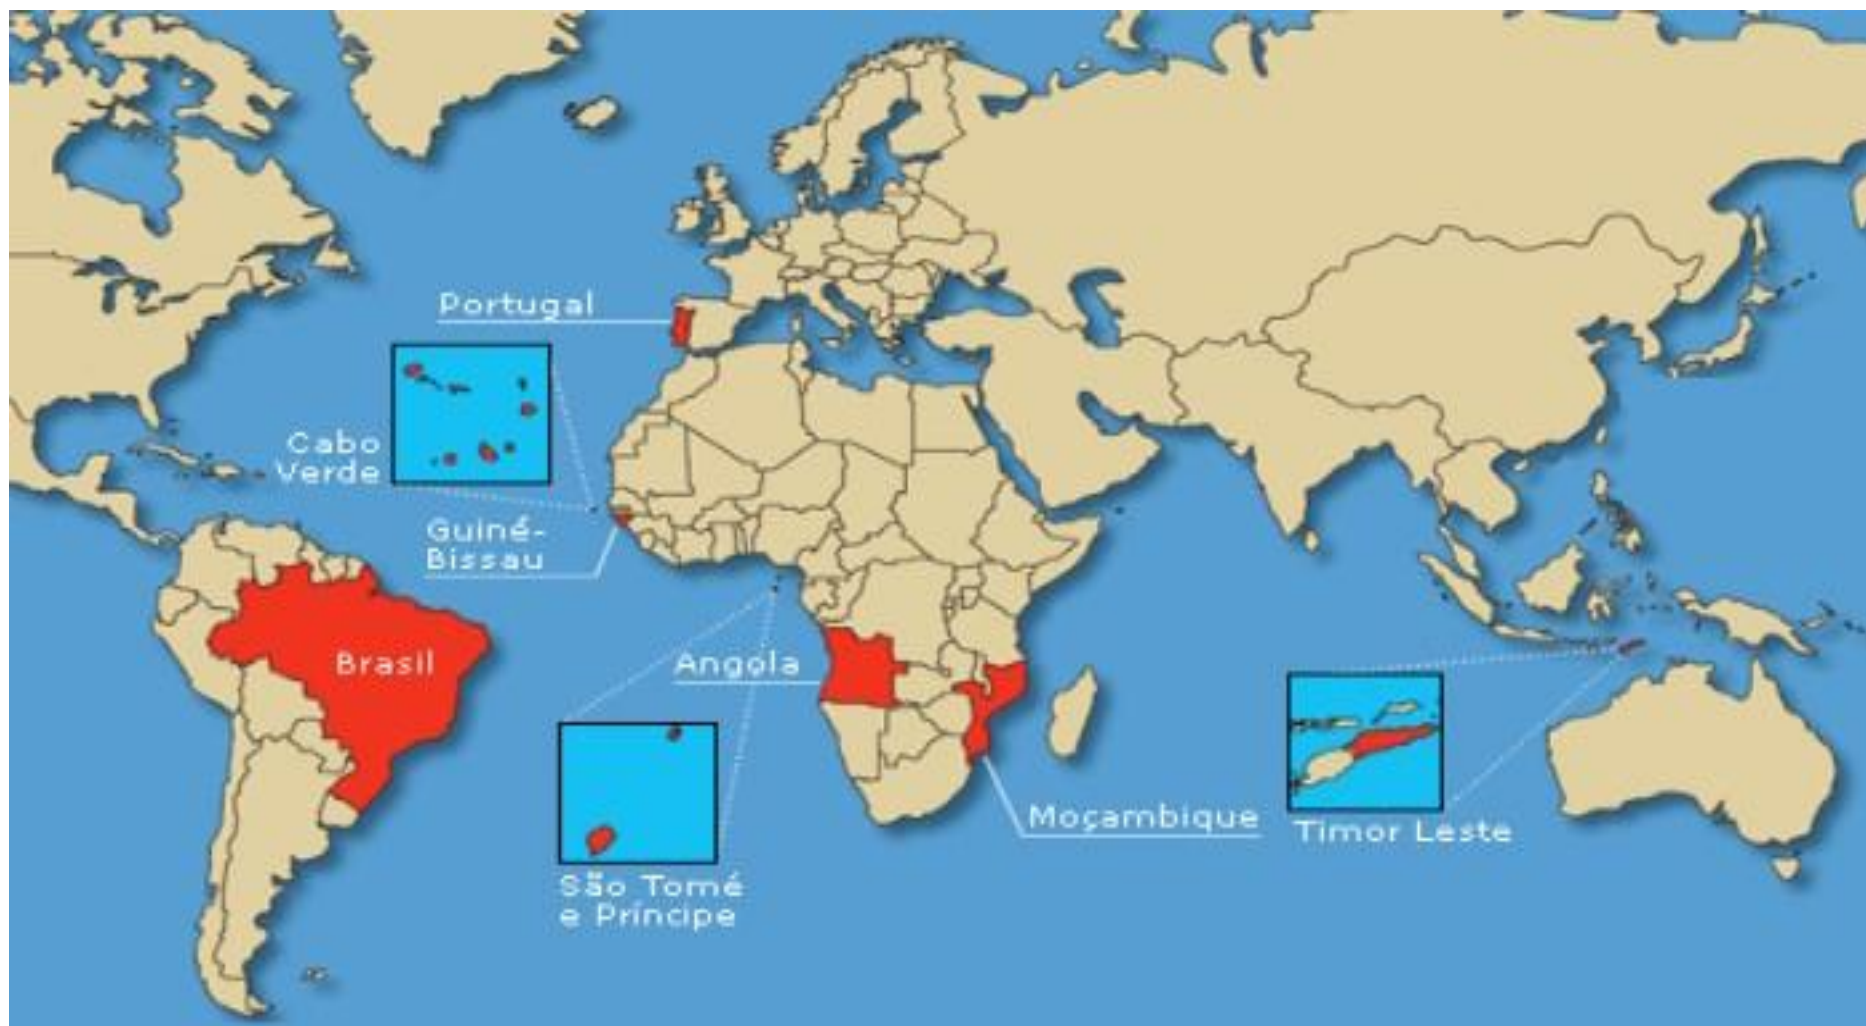 Portugal
Cabo
Verde
Guiné-
Bissau
Brasil
Angola
São Tomé
e Príncipe
Moçambique
Timor Leste